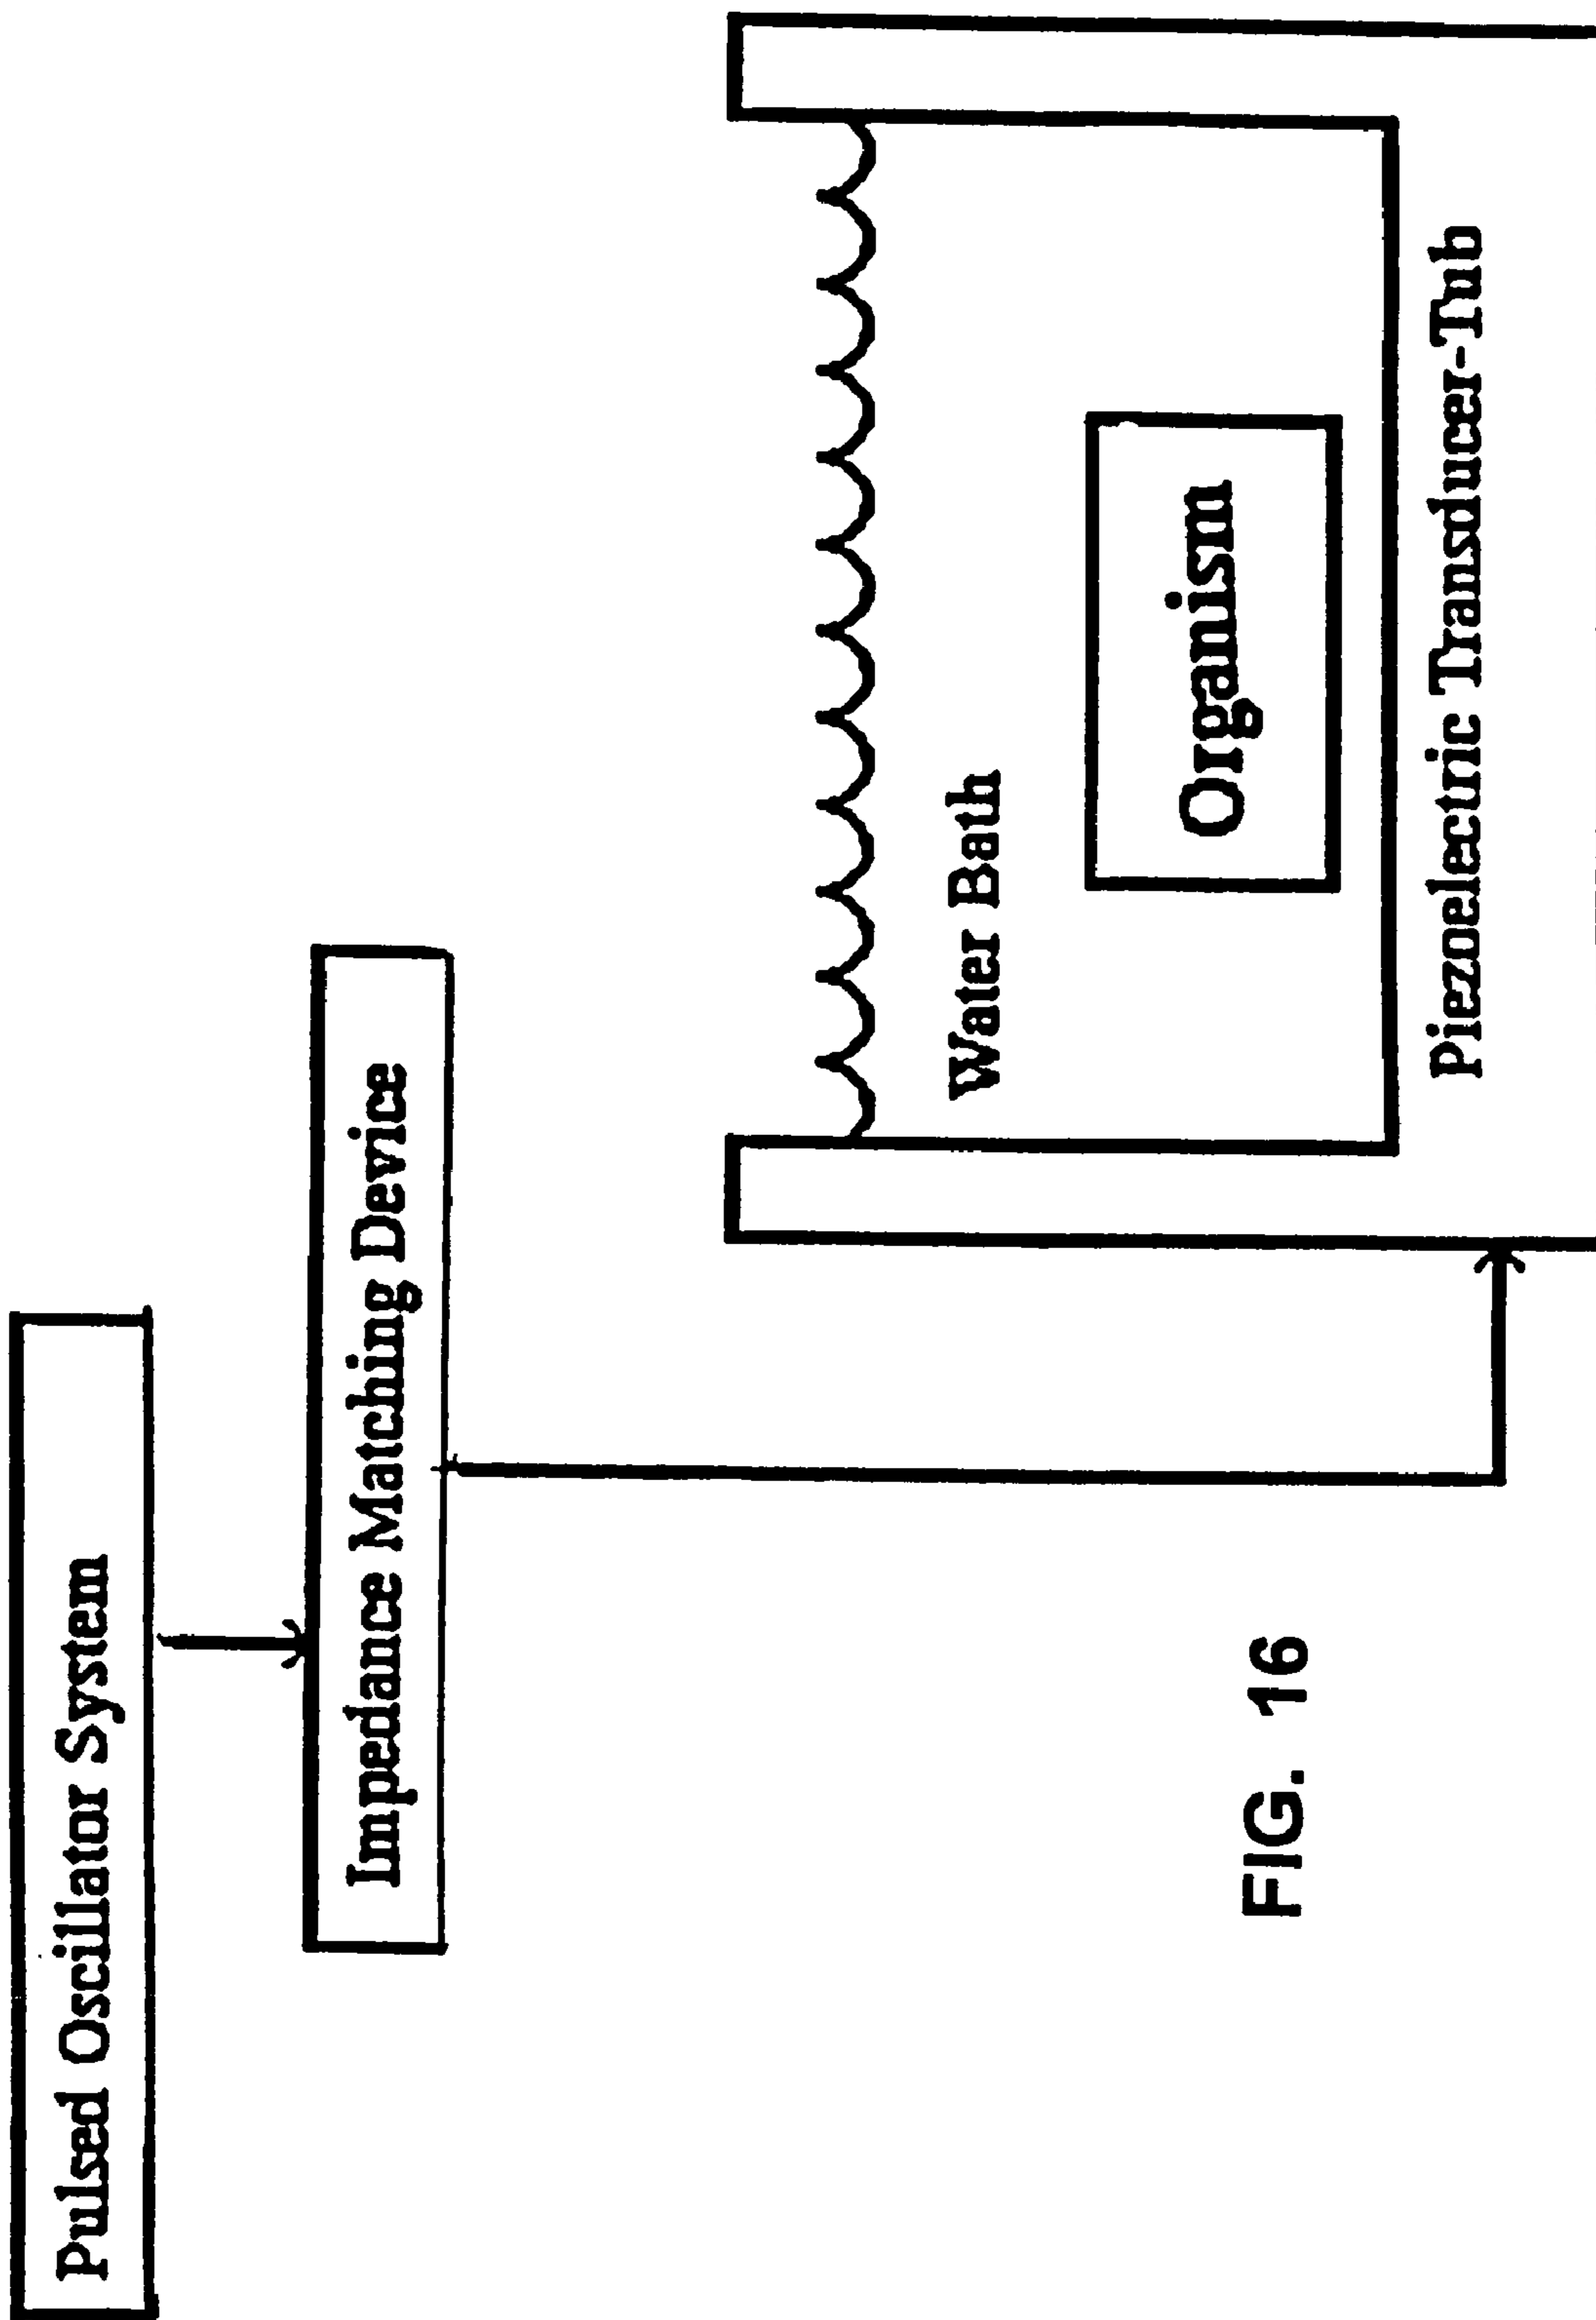 Pulsed Oscillator System
Impedance Matching Device
Water Bath
Organism
Piezoelectric Transducer-Tub
FIG. 16